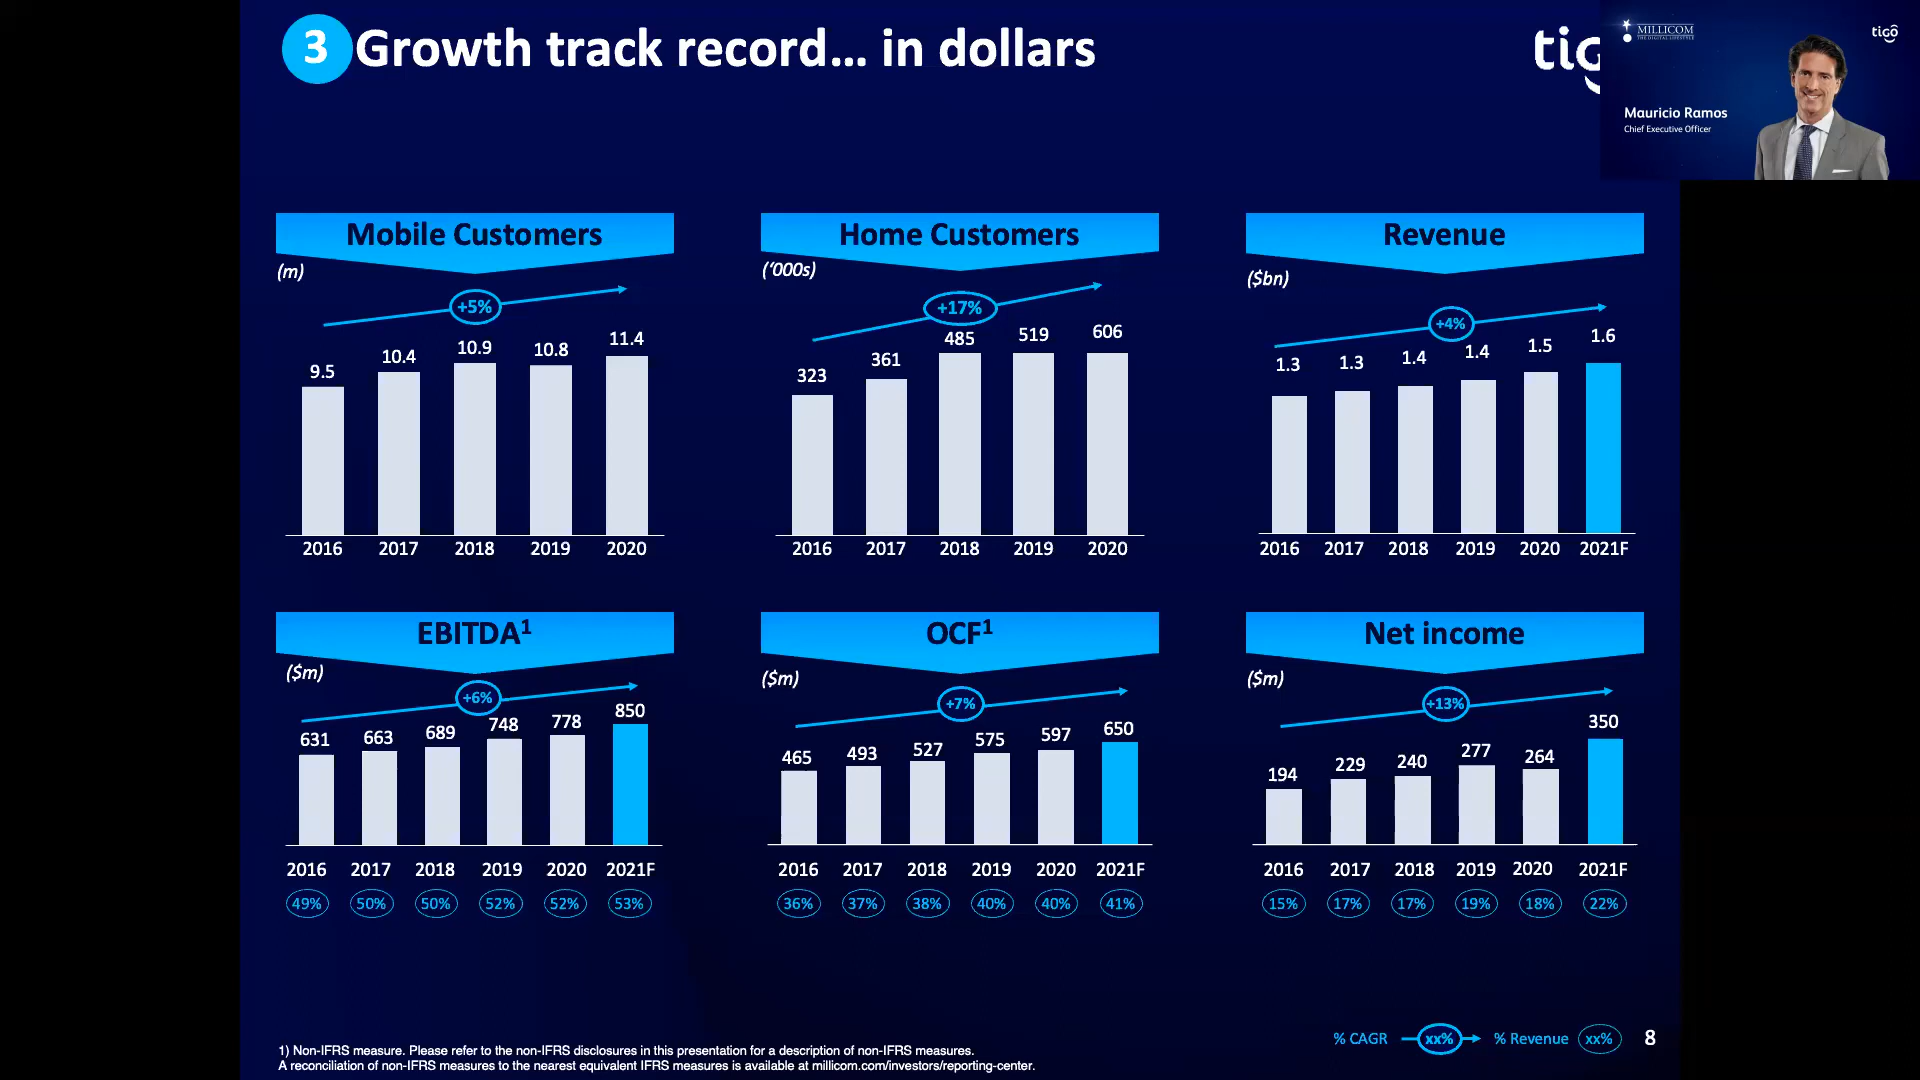 3 Growth track record... in dollars
tig
MILLICOM
THE DIGITAL LIFESTYLE
tigo
Mauricio Ramos
Chief Executive Officer
Mobile Customers
(m)
+5%
9.5 10.4 10.9 10.8 11.4
2016 2017 2018 2019 2020
Home Customers
('000s)
+17%
323 361 485 519 606
2016 2017 2018 2019 2020
Revenue
($bn)
+4%
1.3 1.3 1.4 1.4 1.5 1.6
2016 2017 2018 2019 2020 2021F
EBITDA¹
($m)
+6%
631 663 689 748 778 850
2016 2017 2018 2019 2020 2021F
49% 50% 50% 52% 52% 53%
OCF¹
($m)
+7%
465 493 527 575 597 650
2016 2017 2018 2019 2020 2021F
36% 37% 38% 40% 40% 41%
Net income
($m)
+13%
194 229 240 277 264 350
2016 2017 2018 2019 2020 2021F
15% 17% 17% 19% 18% 22%
1) Non-IFRS measure. Please refer to the non-IFRS disclosures in this presentation for a description of non-IFRS measures.
A reconciliation of non-IFRS measures to the nearest equivalent IFRS measures is available at millicom.com/investors/reporting-center.
% CAGR xx% % Revenue xx% 8